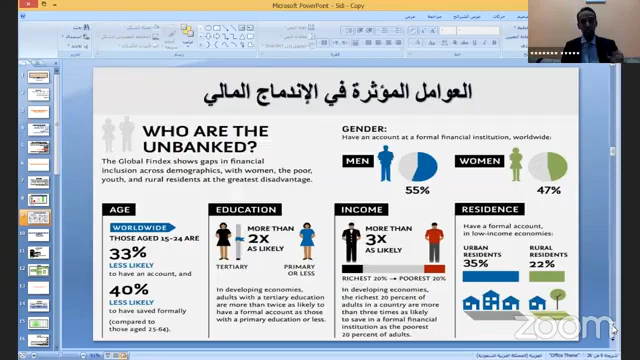 Microsoft PowerPoint - Sidi - Copy
العوامل المؤثرة في الإندماج المالي
WHO ARE THE
UNBANKED?
The Global Findex shows gaps in financial
inclusion across demographics, with women, the poor,
youth, and rural residents at the greatest disadvantage.
GENDER:
Have an account at a formal financial institution, worldwide:
MEN
55%
WOMEN
47%
AGE
WORLDWIDE
THOSE AGED 15-24 ARE
33%
LESS LIKELY
to have an account, and
40%
LESS LIKELY
to have saved formally
(compared to
those aged 25-64).
EDUCATION
MORE THAN
2x
AS LIKELY
TERTIARY
PRIMARY
OR LESS
In developing economies,
adults with a tertiary education
are more than twice as likely to
have a formal account as those
with a primary education or less.
INCOME
MORE THAN
3x
AS LIKELY
RICHEST 20% → POOREST 20%
In developing economies, the
richest 20 percent of
adults in a country are more
than three times as likely to
save in a formal financial
institution as the poorest
20 percent of adults.
RESIDENCE
Have a formal account,
in low-income economies:
URBAN
RESIDENTS
35%
RURAL
RESIDENTS
22%
zoom
"Office Theme"